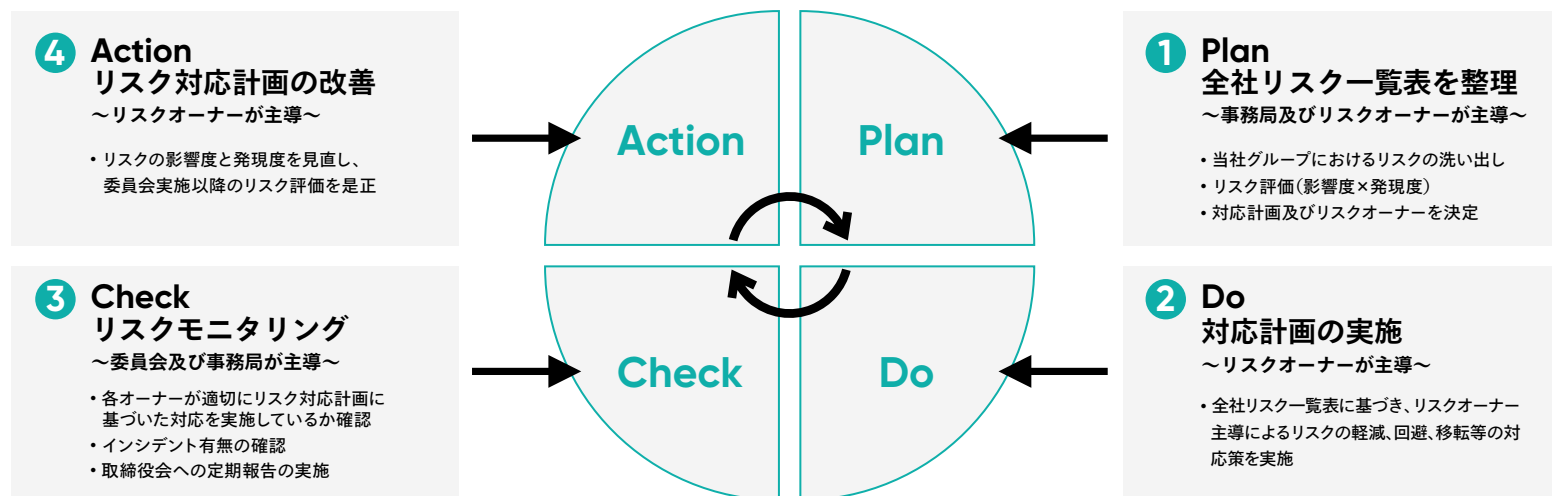 4 Action
リスク対応計画の改善
～リスクオーナーが主導～
・リスクの影響度と発現度を見直し、
委員会実施以降のリスク評価を是正
Action
Plan
1 Plan
全社リスク一覧表を整理
～事務局及びリスクオーナーが主導～
・当社グループにおけるリスクの洗い出し
・リスク評価（影響度×発現度）
・対応計画及びリスクオーナーを決定
3 Check
リスクモニタリング
～委員会及び事務局が主導～
・各オーナーが適切にリスク対応計画に
基づいた対応を実施しているか確認
・インシデント有無の確認
・取締役会への定期報告の実施
Check
Do
2 Do
対応計画の実施
～リスクオーナーが主導～
・全社リスク一覧表に基づき、リスクオーナー
主導によるリスクの軽減、回避、移転等の対
応策を実施